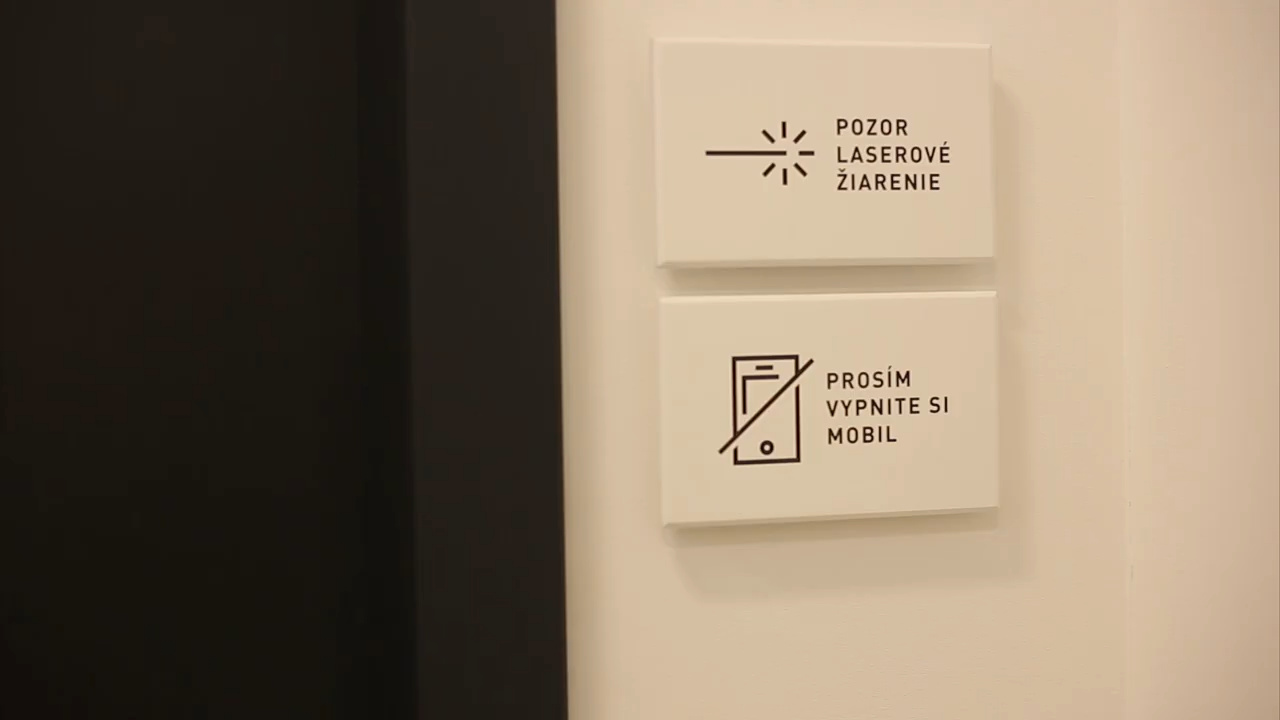 POZOR
LASEROVÉ
ŽIARENIE
PROSÍM
VYPNITE SI
MOBIL